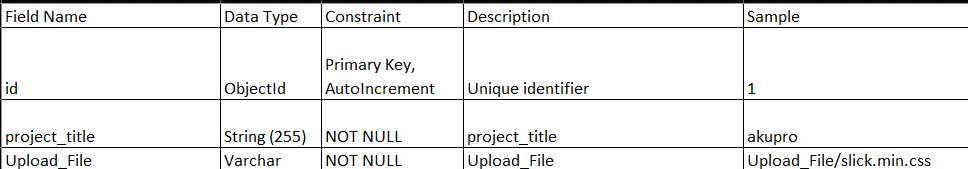 Field Name Data Type Constraint Description Sample
Primary Key,
id ObjectId AutoIncrement Unique identifier 1
project_title String (255) NOT NULL project_title akupro
Upload_File Varchar NOT NULL Upload_File Upload_File/slick.min.css